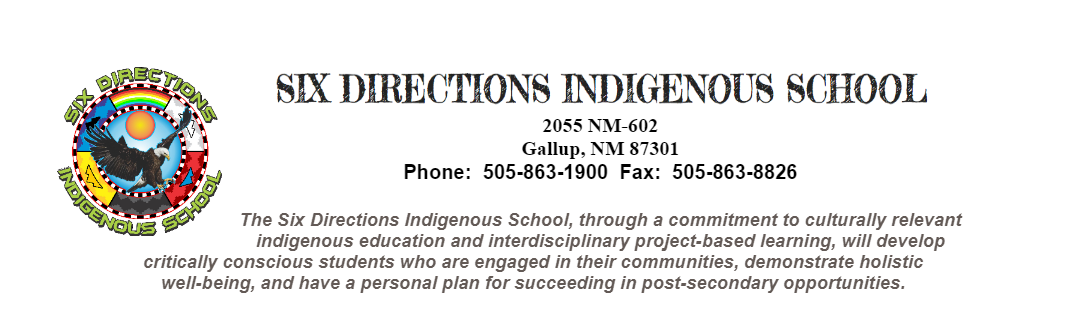 SIX DIRECTIONS
INDIGENOUS SCHOOL
SIX DIRECTIONS INDIGENOUS SCHOOL
2055 NM-602
Gallup, NM 87301
Phone: 505-863-1900 Fax: 505-863-8826
The Six Directions Indigenous School, through a commitment to culturally relevant
indigenous education and interdisciplinary project-based learning, will develop
critically conscious students who are engaged in their communities, demonstrate holistic
well-being, and have a personal plan for succeeding in post-secondary opportunities.